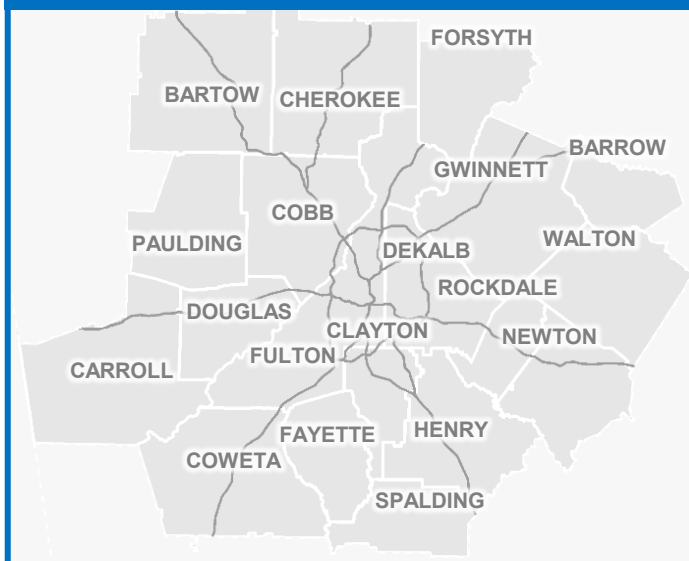 FORSYTH
BARTOW
CHEROKEE
BARROW
GWINNETT
COBB
PAULDING
DEKALB
WALTON
ROCKDALE
DOUGLAS
CLAYTON
NEWTON
FULTON
CARROLL
FAYETTE
HENRY
COWETA
SPALDING